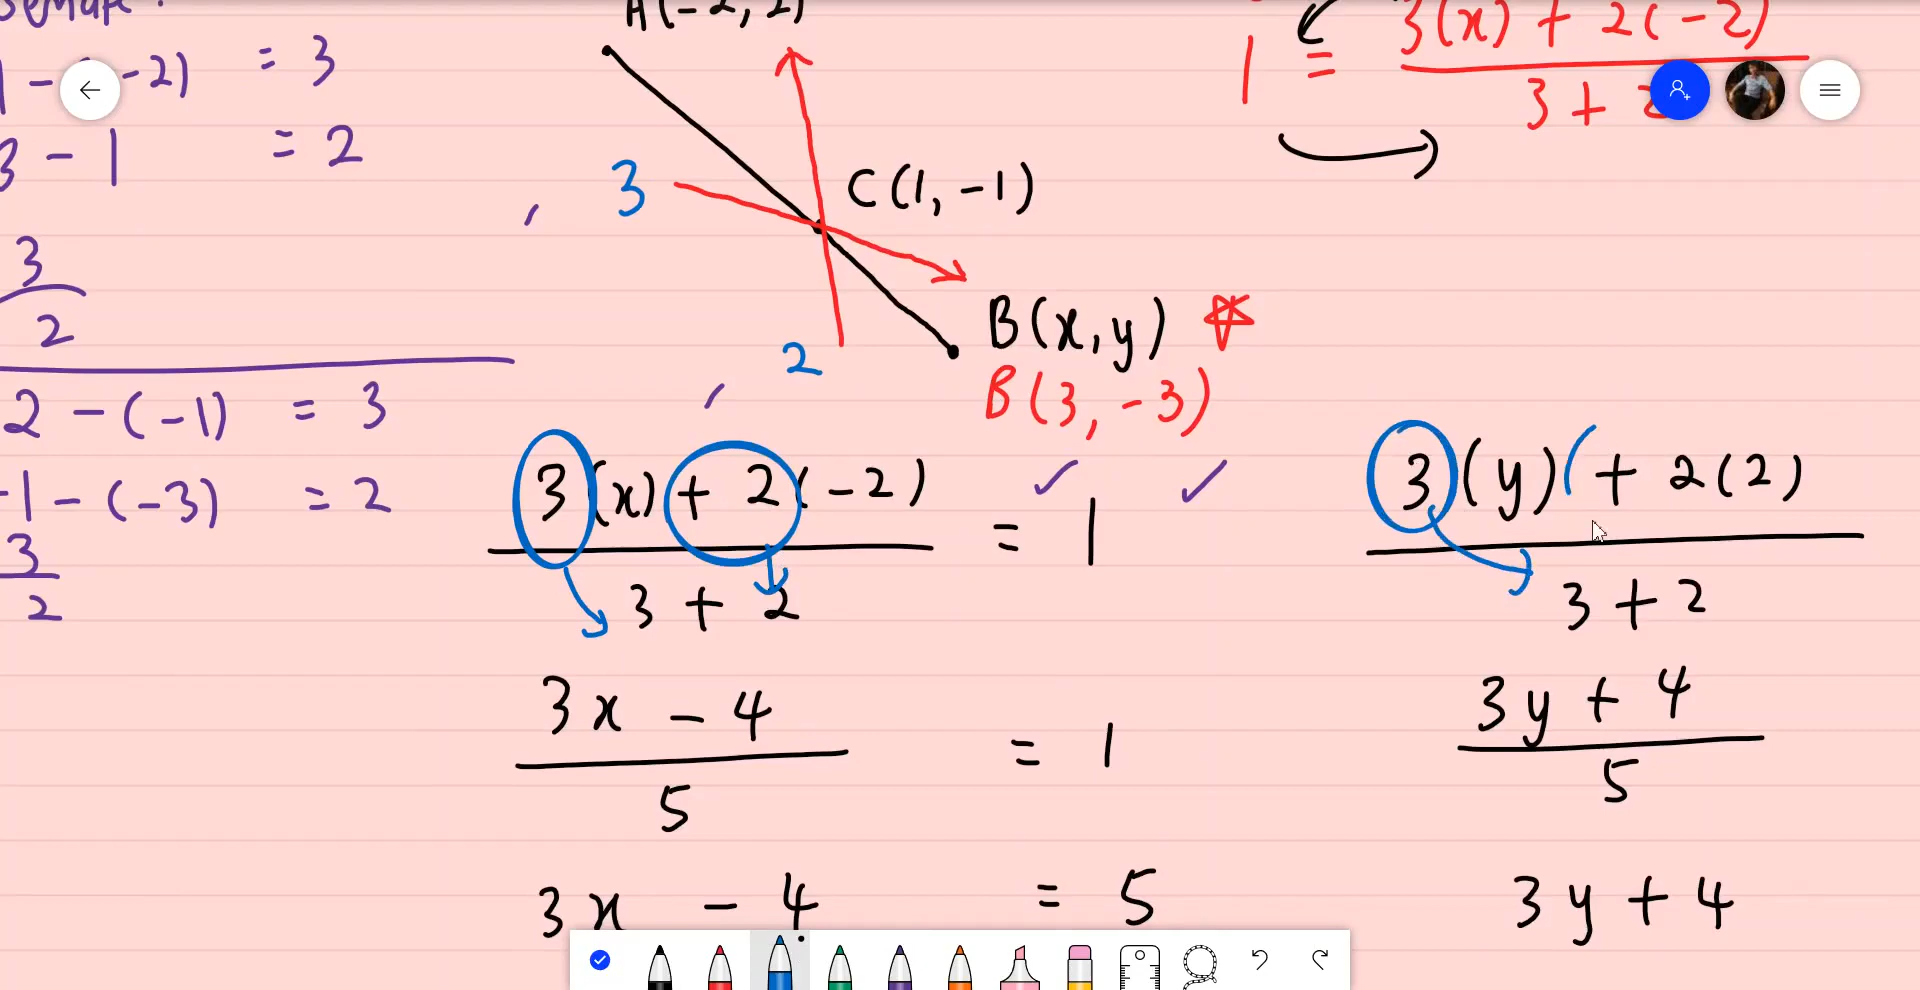 A(-2, 2)
3(x) + 2(-2)
1 =
3 +
1 - (-2) = 3
3 - 1 = 2
3
2
2 - (-1) = 3
-1 - (-3) = 2
3
2
3
C(1, -1)
2
B(x, y)
B(3, -3)
3(x) + 2(-2)
= 1
3 + 2
3x - 4
= 1
5
3x - 4 = 5
3(y) + 2(2)
3 + 2
3y + 4
5
3y + 4